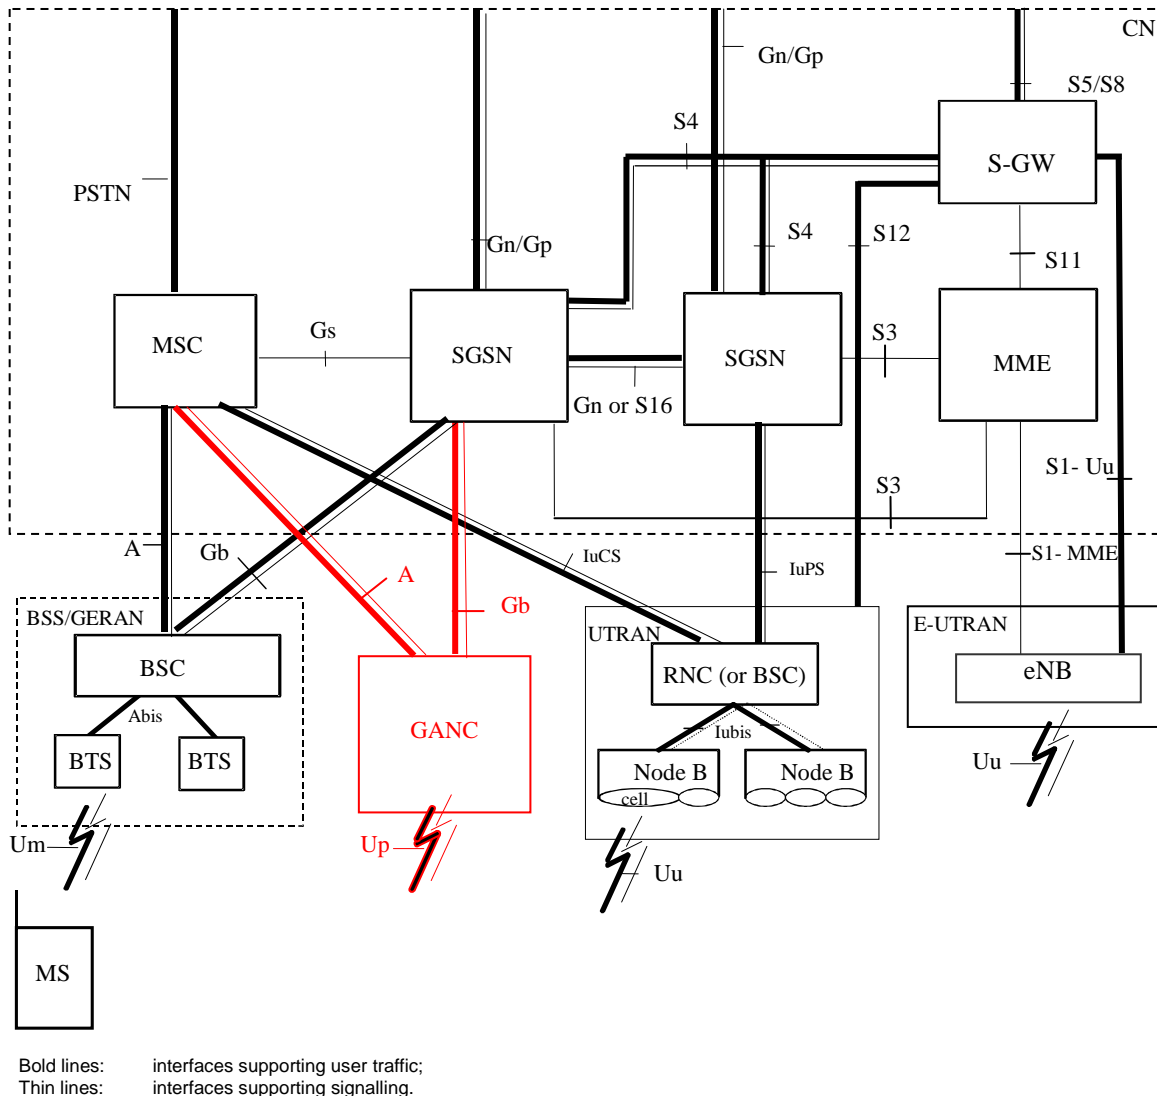 CN
Gn/Gp
S5/S8
S4
S-GW
PSTN
Gn/Gp
S4
S12
S11
MSC
Gs
SGSN
SGSN
S3
MME
Gn or S16
S1- Uu
S3
A
Gb
IuCS
IuPS
S1- MME
A
Gb
BSS/GERAN
UTRAN
E-UTRAN
BSC
RNC (or BSC)
eNB
Abis
GANC
Iubis
BTS
BTS
Node B
Node B
cell
Uu
Um
Up
Uu
MS
Bold lines: interfaces supporting user traffic;
Thin lines: interfaces supporting signalling.